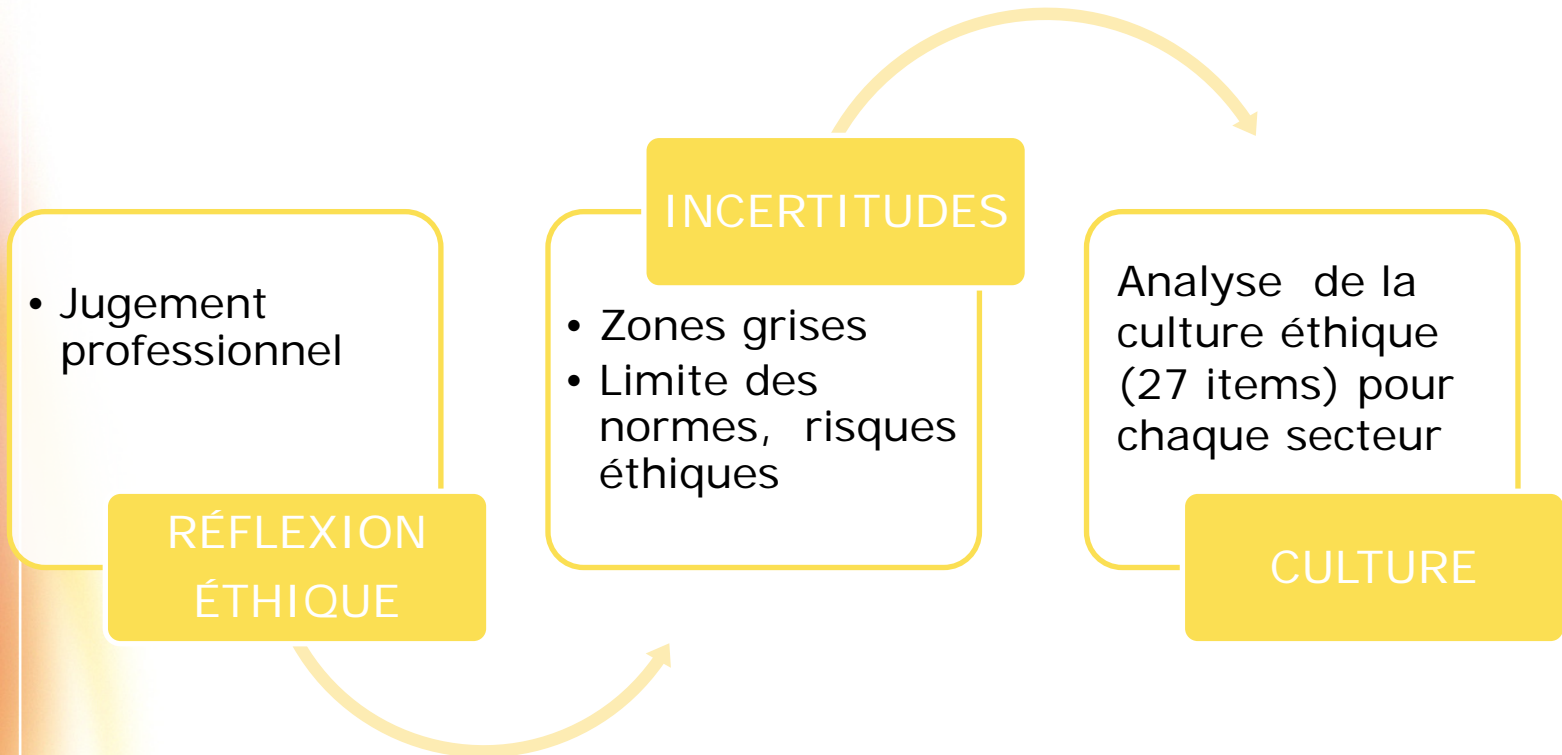 • Jugement
professionnel
RÉFLEXION
ÉTHIQUE
INCERTITUDES
• Zones grises
• Limite des
normes, risques
éthiques
Analyse de la
culture éthique
(27 items) pour
chaque secteur
CULTURE